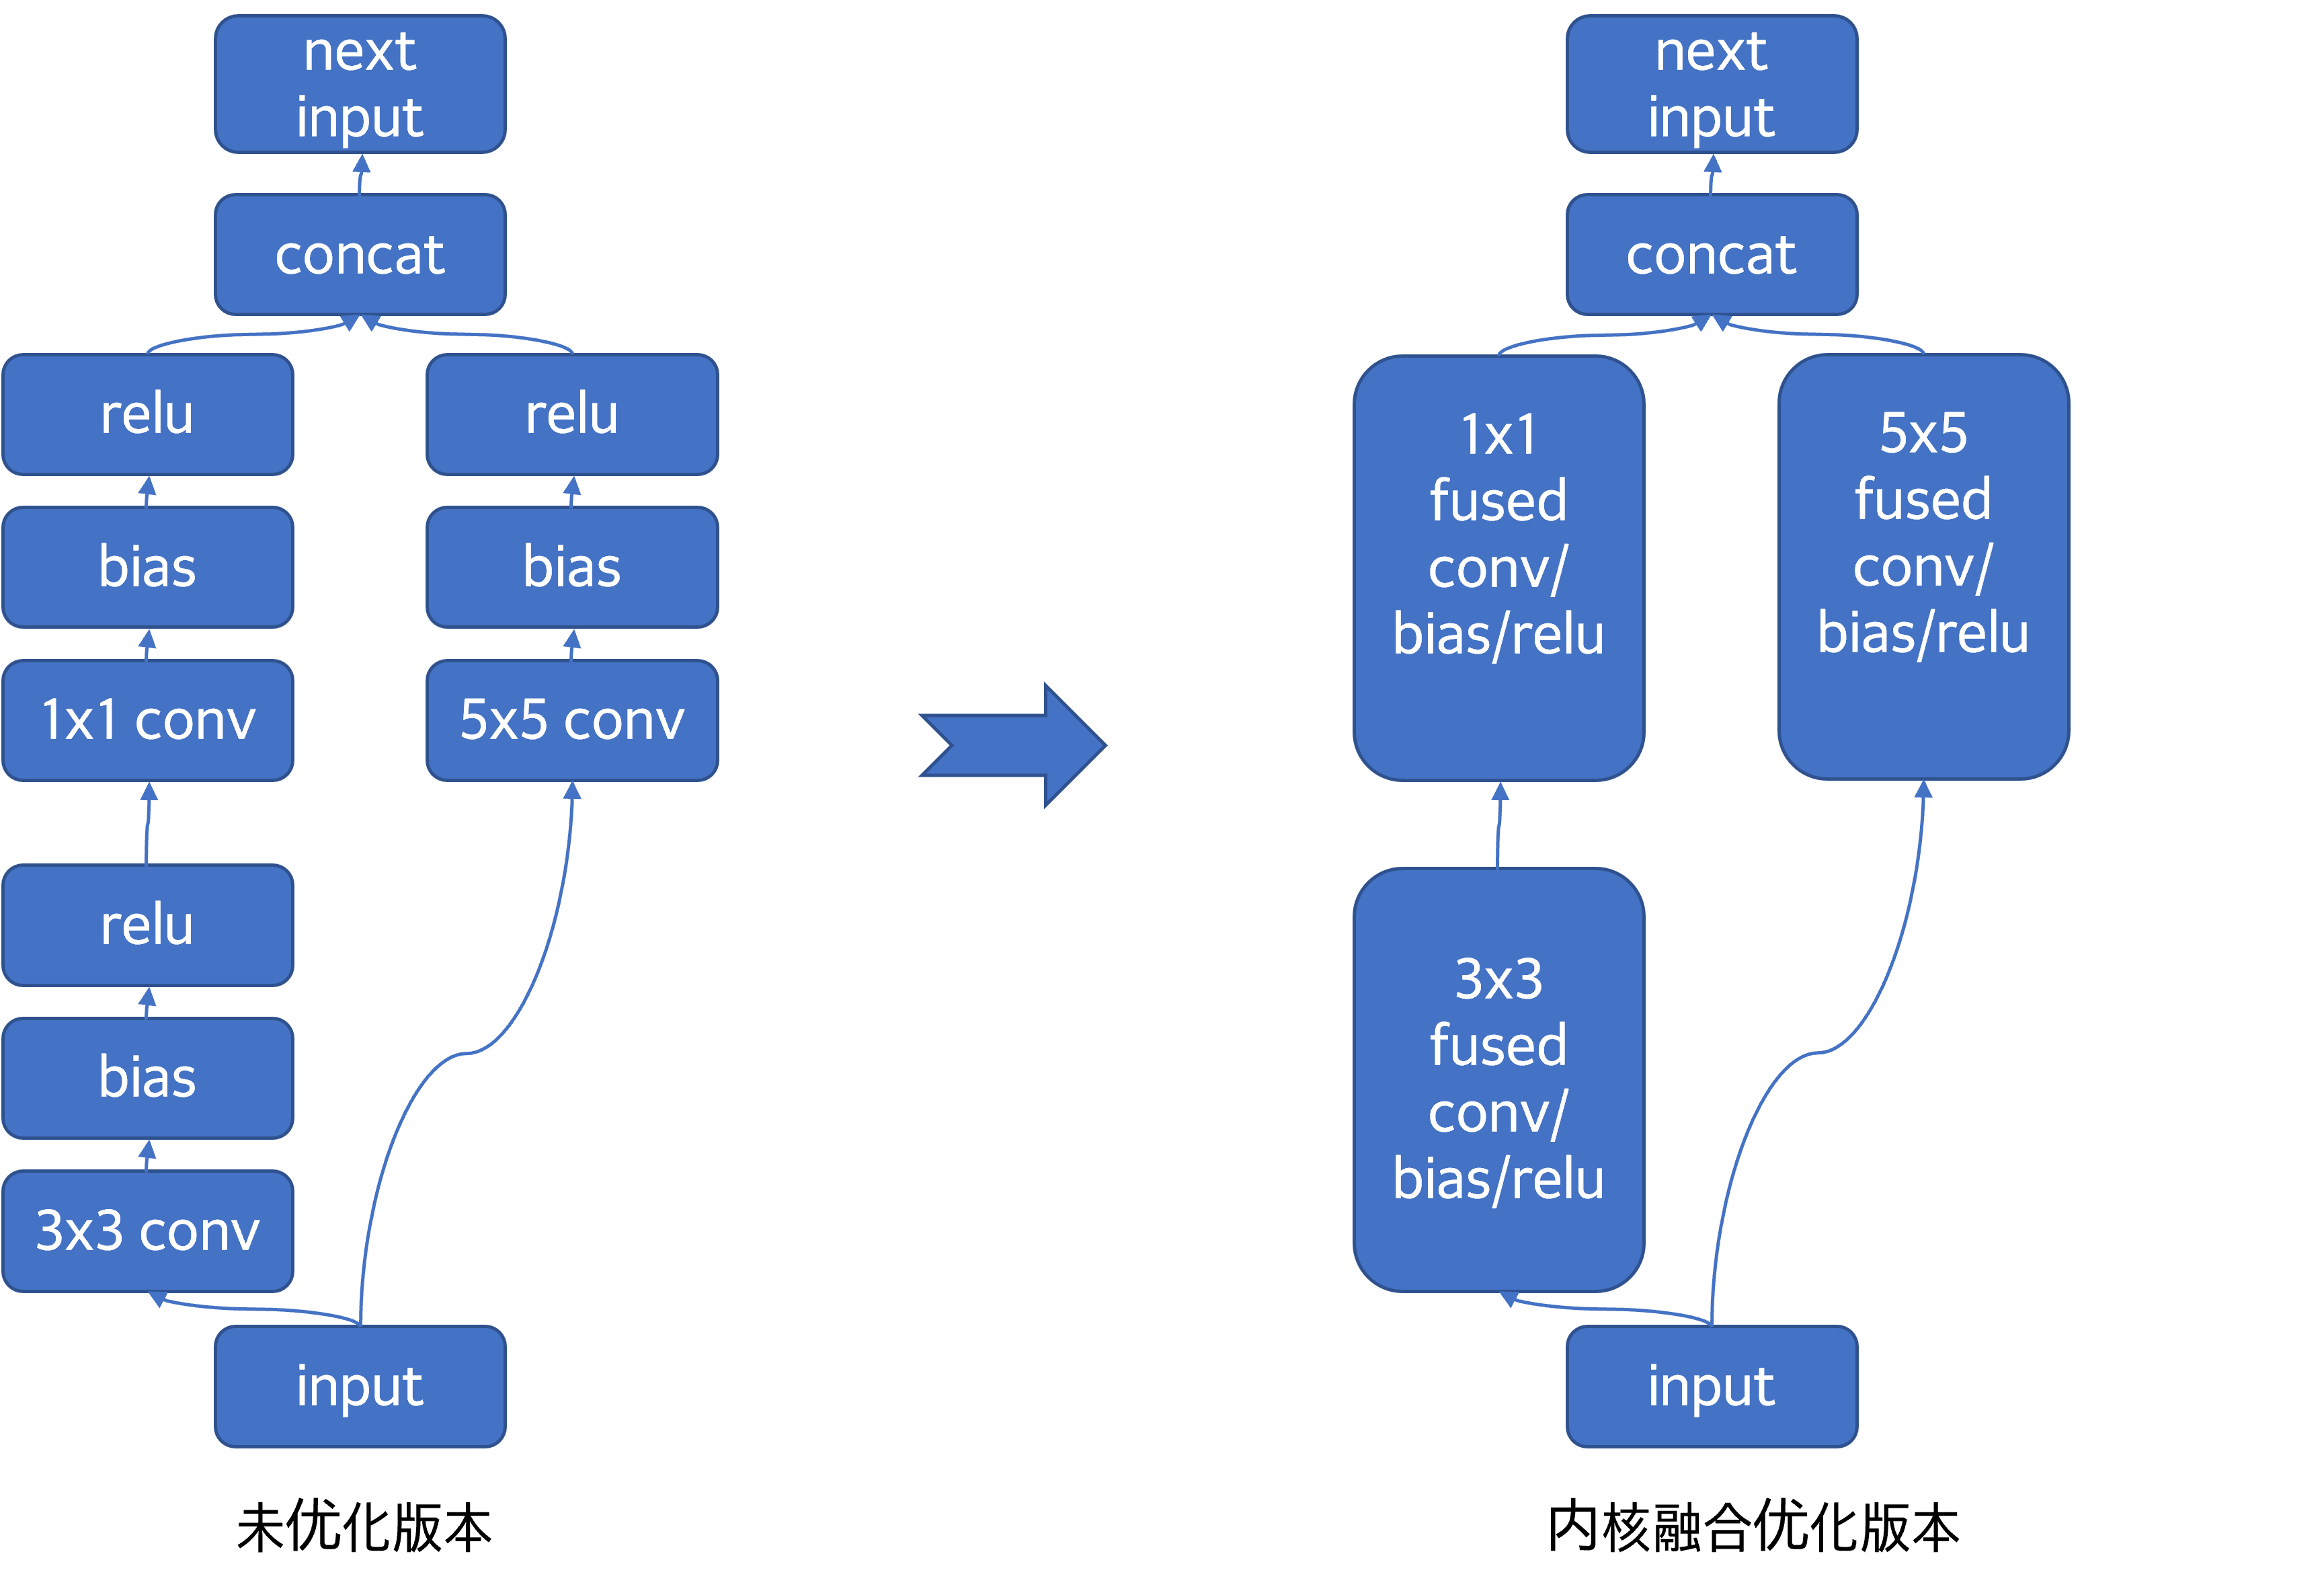 next
input
concat
relu
relu
bias
bias
1x1 conv
5x5 conv
relu
bias
3x3 conv
input
未优化版本
next
input
concat
1x1
fused
conv/
bias/relu
5x5
fused
conv/
bias/relu
3x3
fused
conv/
bias/relu
input
内核融合优化版本